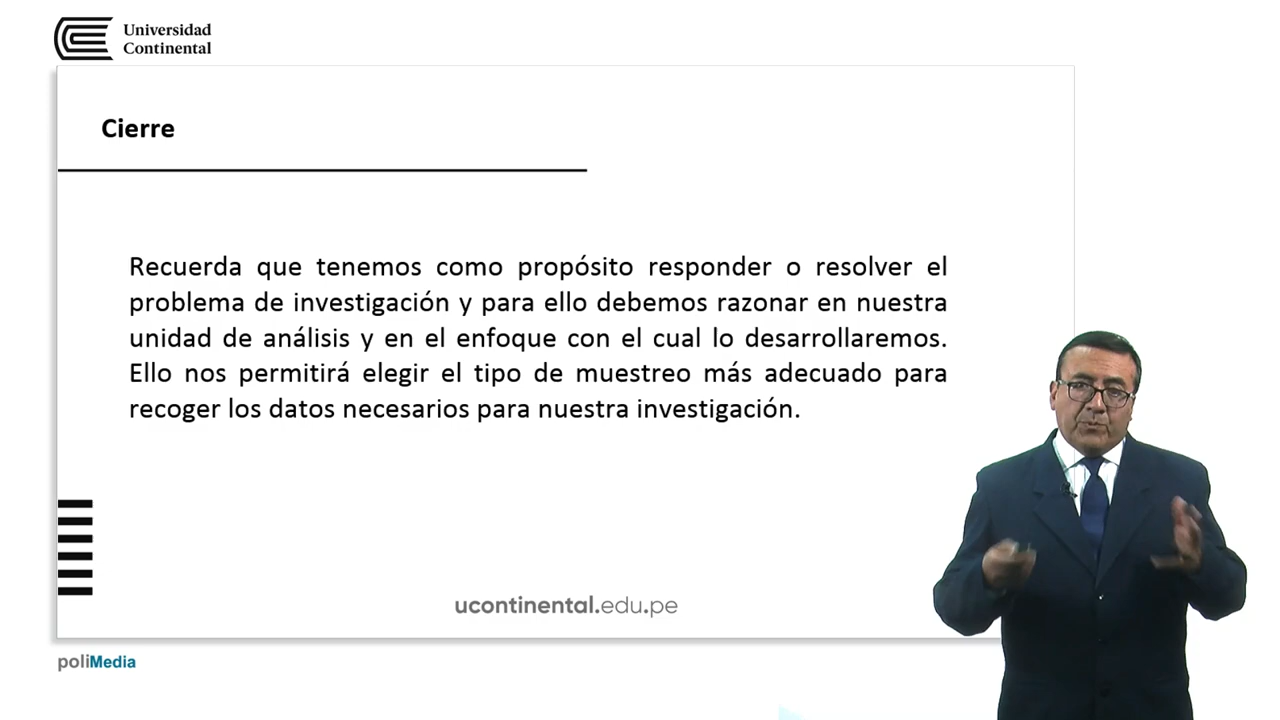 Universidad
Continental
Cierre
Recuerda que tenemos como propósito responder o resolver el
problema de investigación y para ello debemos razonar en nuestra
unidad de análisis y en el enfoque con el cual lo desarrollaremos.
Ello nos permitirá elegir el tipo de muestreo más adecuado para
recoger los datos necesarios para nuestra investigación.
ucontinental.edu.pe
poliMedia